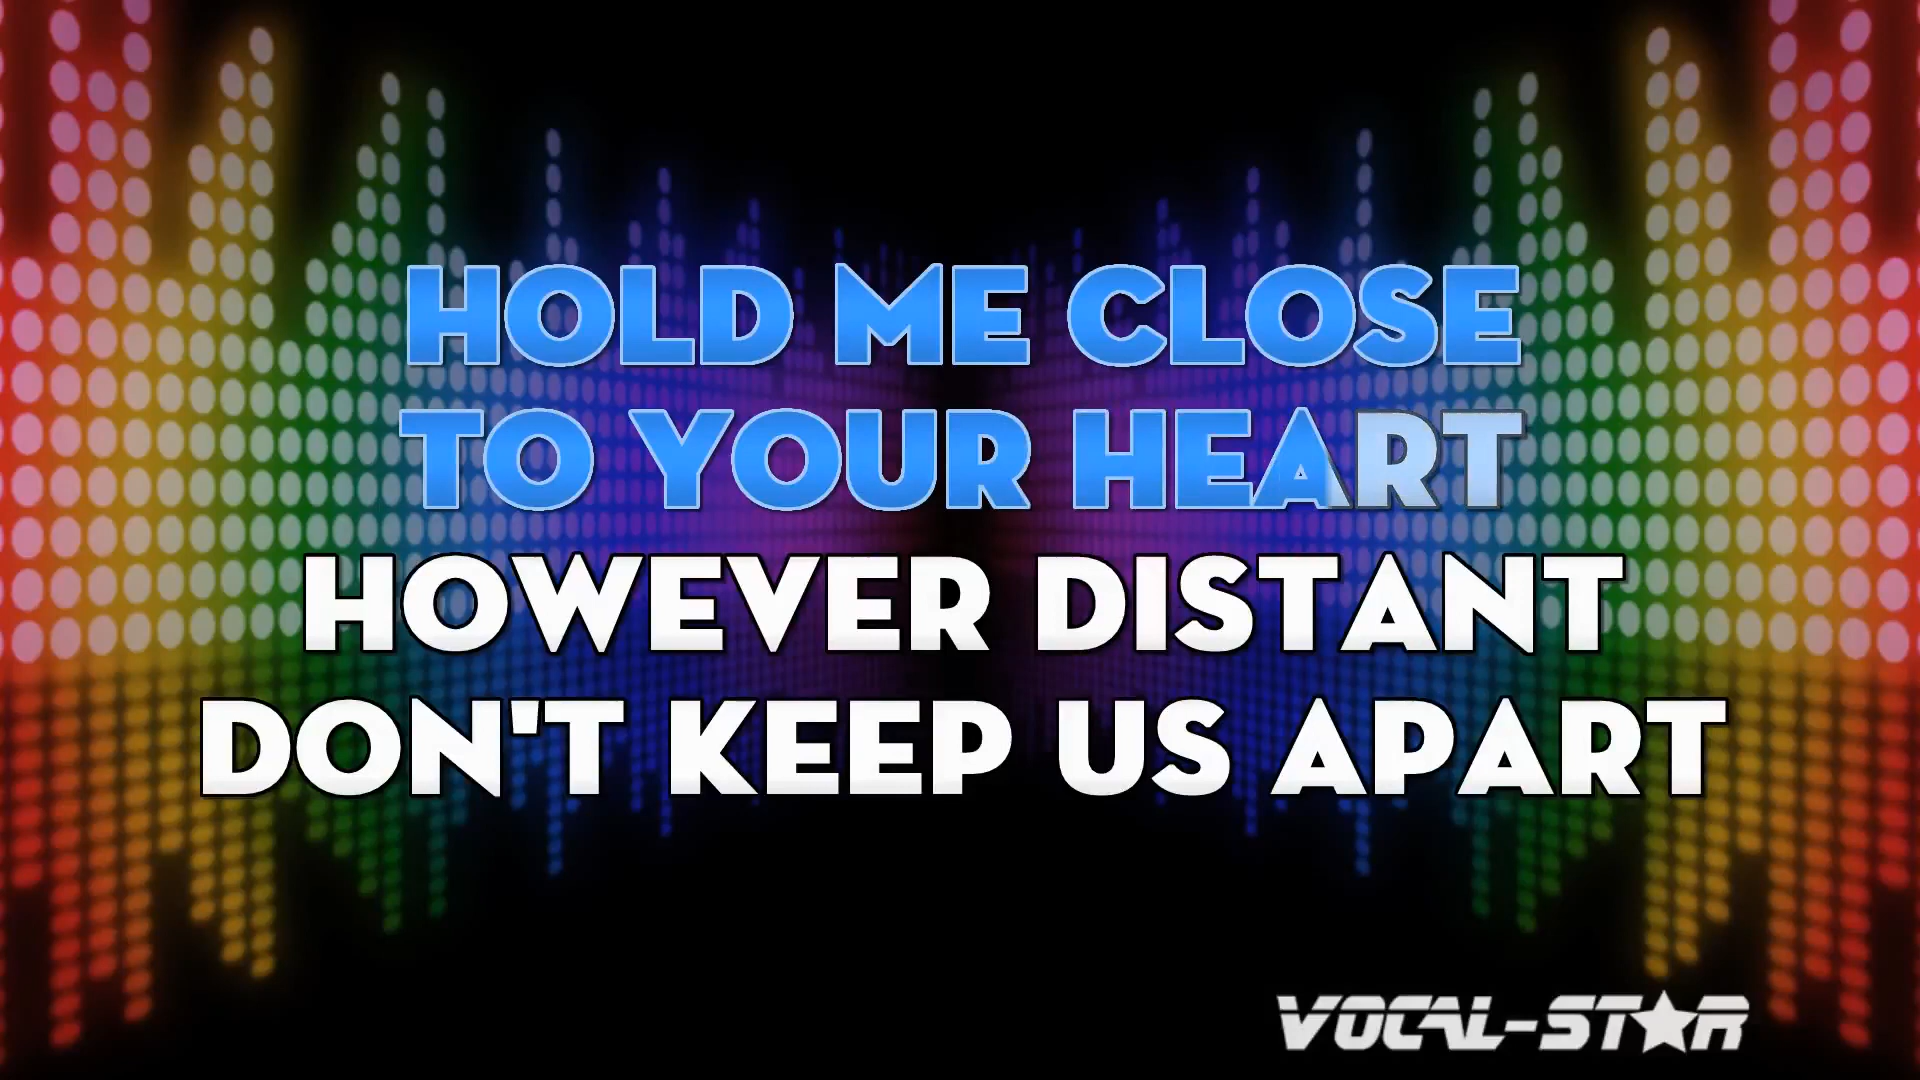 HOLD ME CLOSE
TO YOUR HEART
HOWEVER DISTANT
DON'T KEEP US APART
VOCAL-STAR